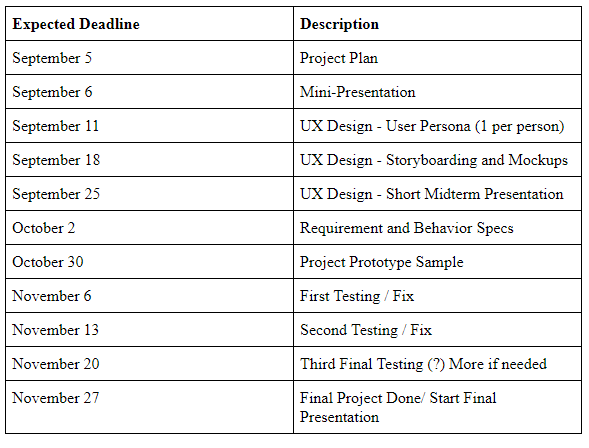 Expected Deadline Description
September 5 Project Plan
September 6 Mini-Presentation
September 11 UX Design - User Persona (1 per person)
September 18 UX Design - Storyboarding and Mockups
September 25 UX Design - Short Midterm Presentation
October 2 Requirement and Behavior Specs
October 30 Project Prototype Sample
November 6 First Testing / Fix
November 13 Second Testing / Fix
November 20 Third Final Testing (?) More if needed
November 27 Final Project Done/ Start Final
Presentation